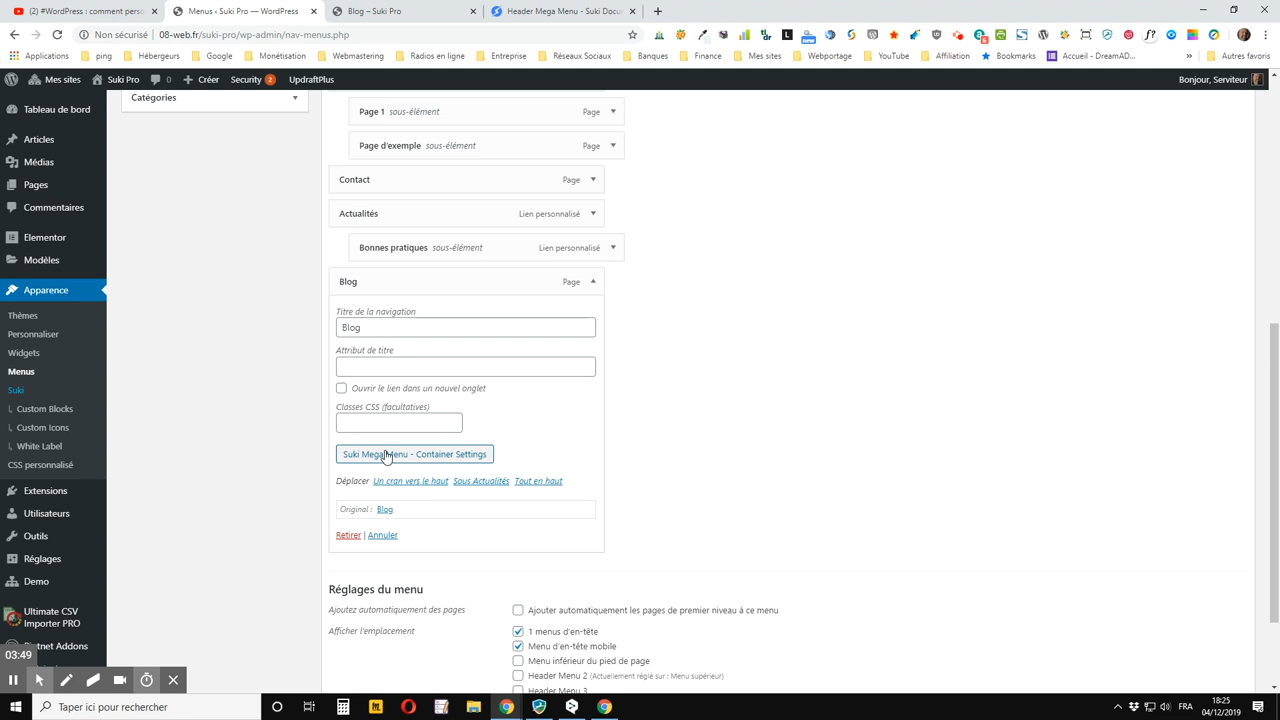 (2) #WordPress : comment perso
Menus ‹ Suki Pro — WordPress
Blog – Suki Pro
Header Mega Menu - Suki Docu
Non sécurisé
08-web.fr/suki-pro/wp-admin/nav-menus.php
Applications
ping
Hébergeurs
Google
Monétisation
Webmastering
Radios en ligne
Entreprise
Réseaux Sociaux
Banques
Finance
Mes sites
Webportage
YouTube
Affiliation
Bookmarks
Accueil - DreamAD...
Autres favoris
Mes sites
Suki Pro
0
Créer
Security 2
UpdraftPlus
Bonjour, Serviteur
Tableau de bord
Articles
Médias
Pages
Commentaires
Elementor
Modèles
Apparence
Thèmes
Personnaliser
Widgets
Menus
Suki
Custom Blocks
Custom Icons
White Label
CSS personnalisé
Extensions
Utilisateurs
Outils
Réglages
Demo
Ultimate CSV
Importer PRO
Catégories
Page 1 sous-élément Page
Page d'exemple sous-élément Page
Contact Page
Actualités Lien personnalisé
Bonnes pratiques sous-élément Lien personnalisé
Blog Page
Titre de la navigation
Blog
Attribut de titre
Ouvrir le lien dans un nouvel onglet
Classes CSS (facultatives)
Suki Mega Menu - Container Settings
Déplacer Un cran vers le haut Sous Actualités Tout en haut
Original : Blog
Retirer | Annuler
Réglages du menu
Ajoutez automatiquement des pages
Ajouter automatiquement les pages de premier niveau à ce menu
Afficher l'emplacement
1 menus d'en-tête
Menu d'en-tête mobile
Menu inférieur du pied de page
Header Menu 2 (Actuellement réglé sur : Menu supérieur)
Header Menu 3
03:49
Taper ici pour rechercher
FRA
18:25
04/12/2019